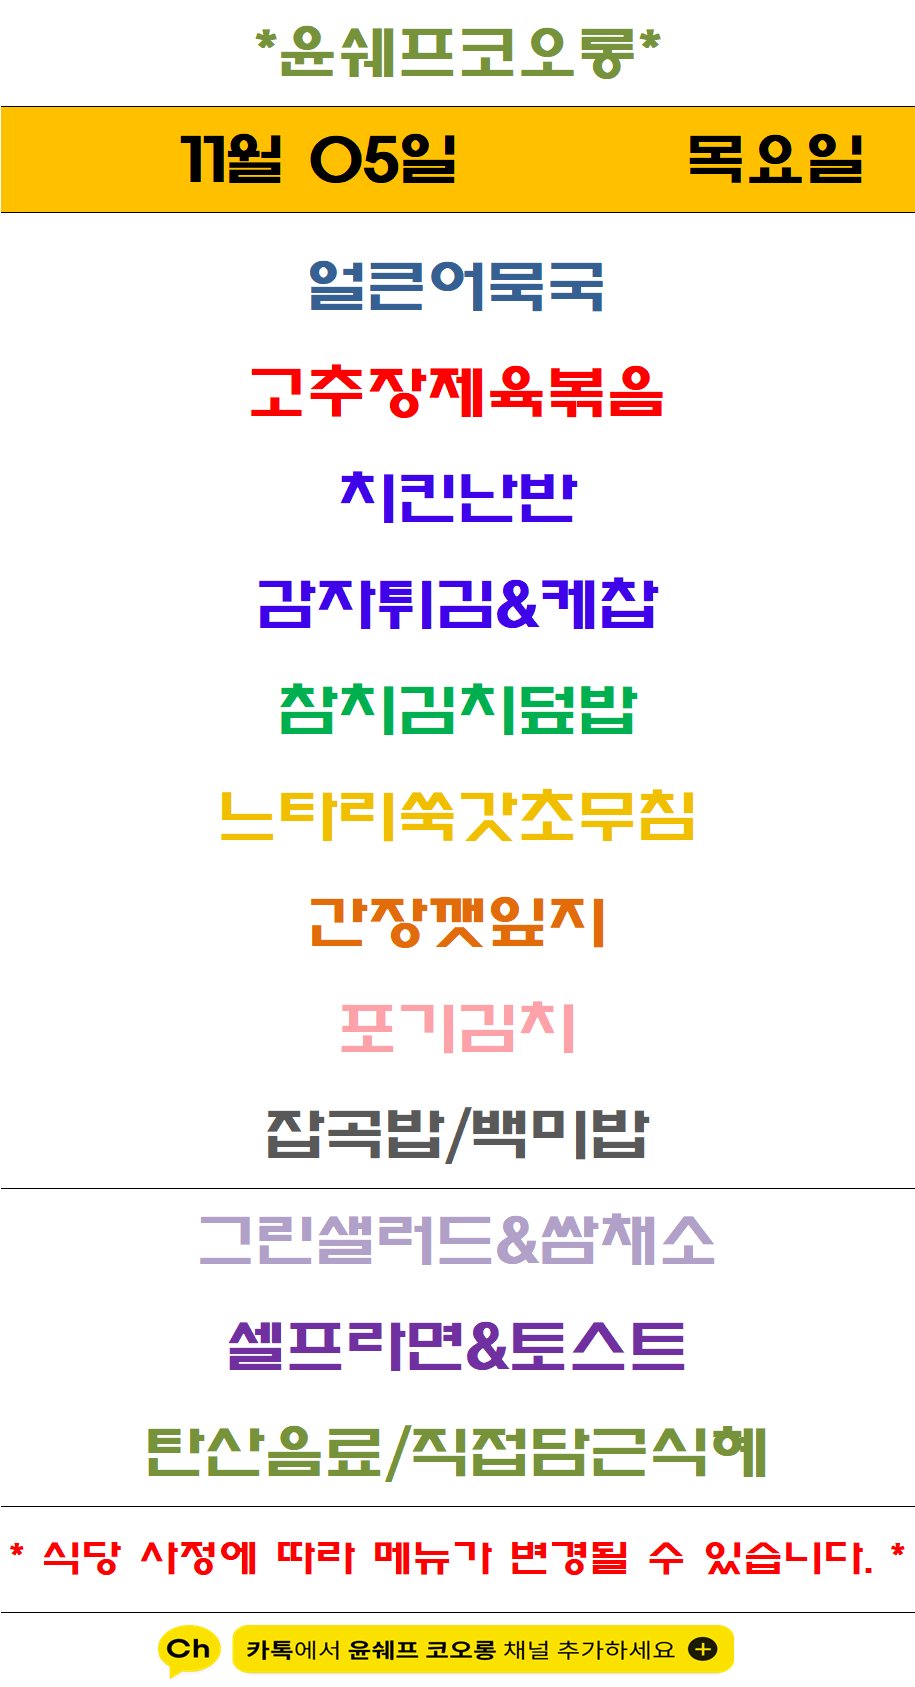 *윤쉐프코오롱*
11월 05일 목요일
얼큰어묵국
고추장제육볶음
치킨난반
감자튀김&케찹
참치김치덮밥
느타리쑥갓초무침
간장깻잎지
포기김치
잡곡밥/백미밥
그린샐러드&쌈채소
셀프라면&토스트
탄산음료/직접담근식혜
* 식당 사정에 따라 메뉴가 변경될 수 있습니다. *
Ch 카톡에서 윤쉐프 코오롱 채널 추가하세요 +